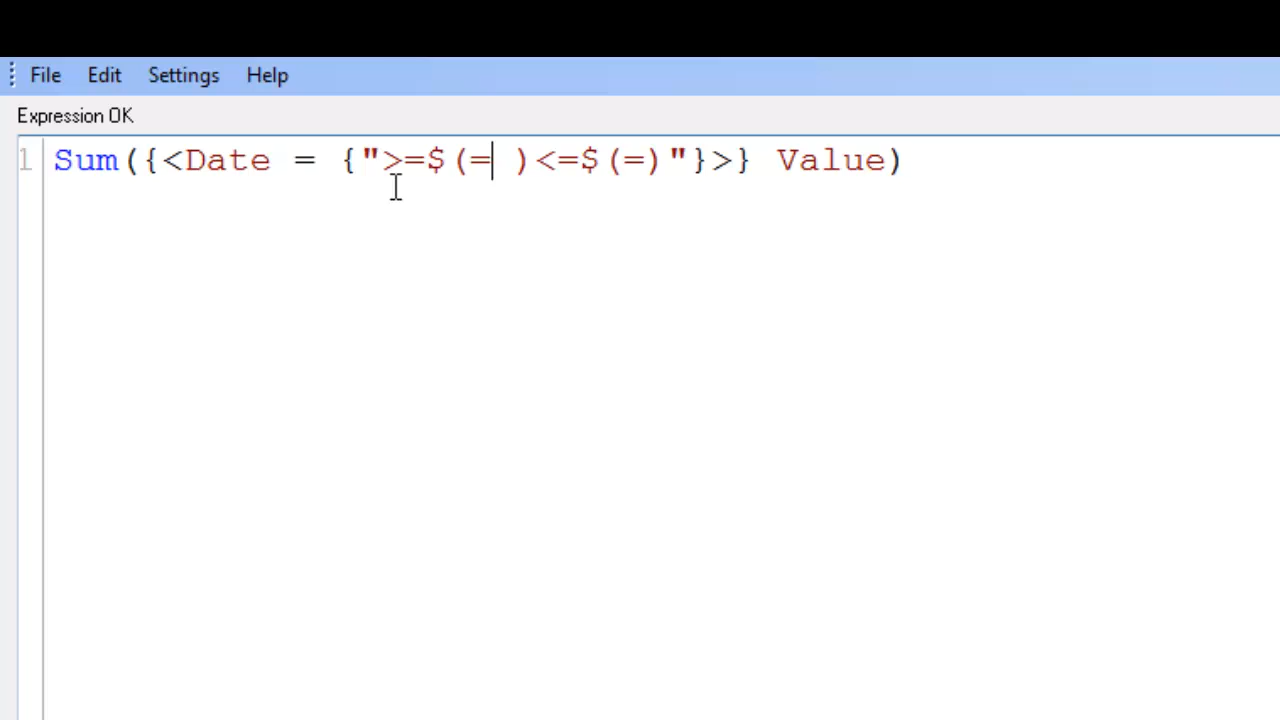 File Edit Settings Help
Expression OK
1 Sum({<Date = {">=$(= )<=$(=)"}>} Value)